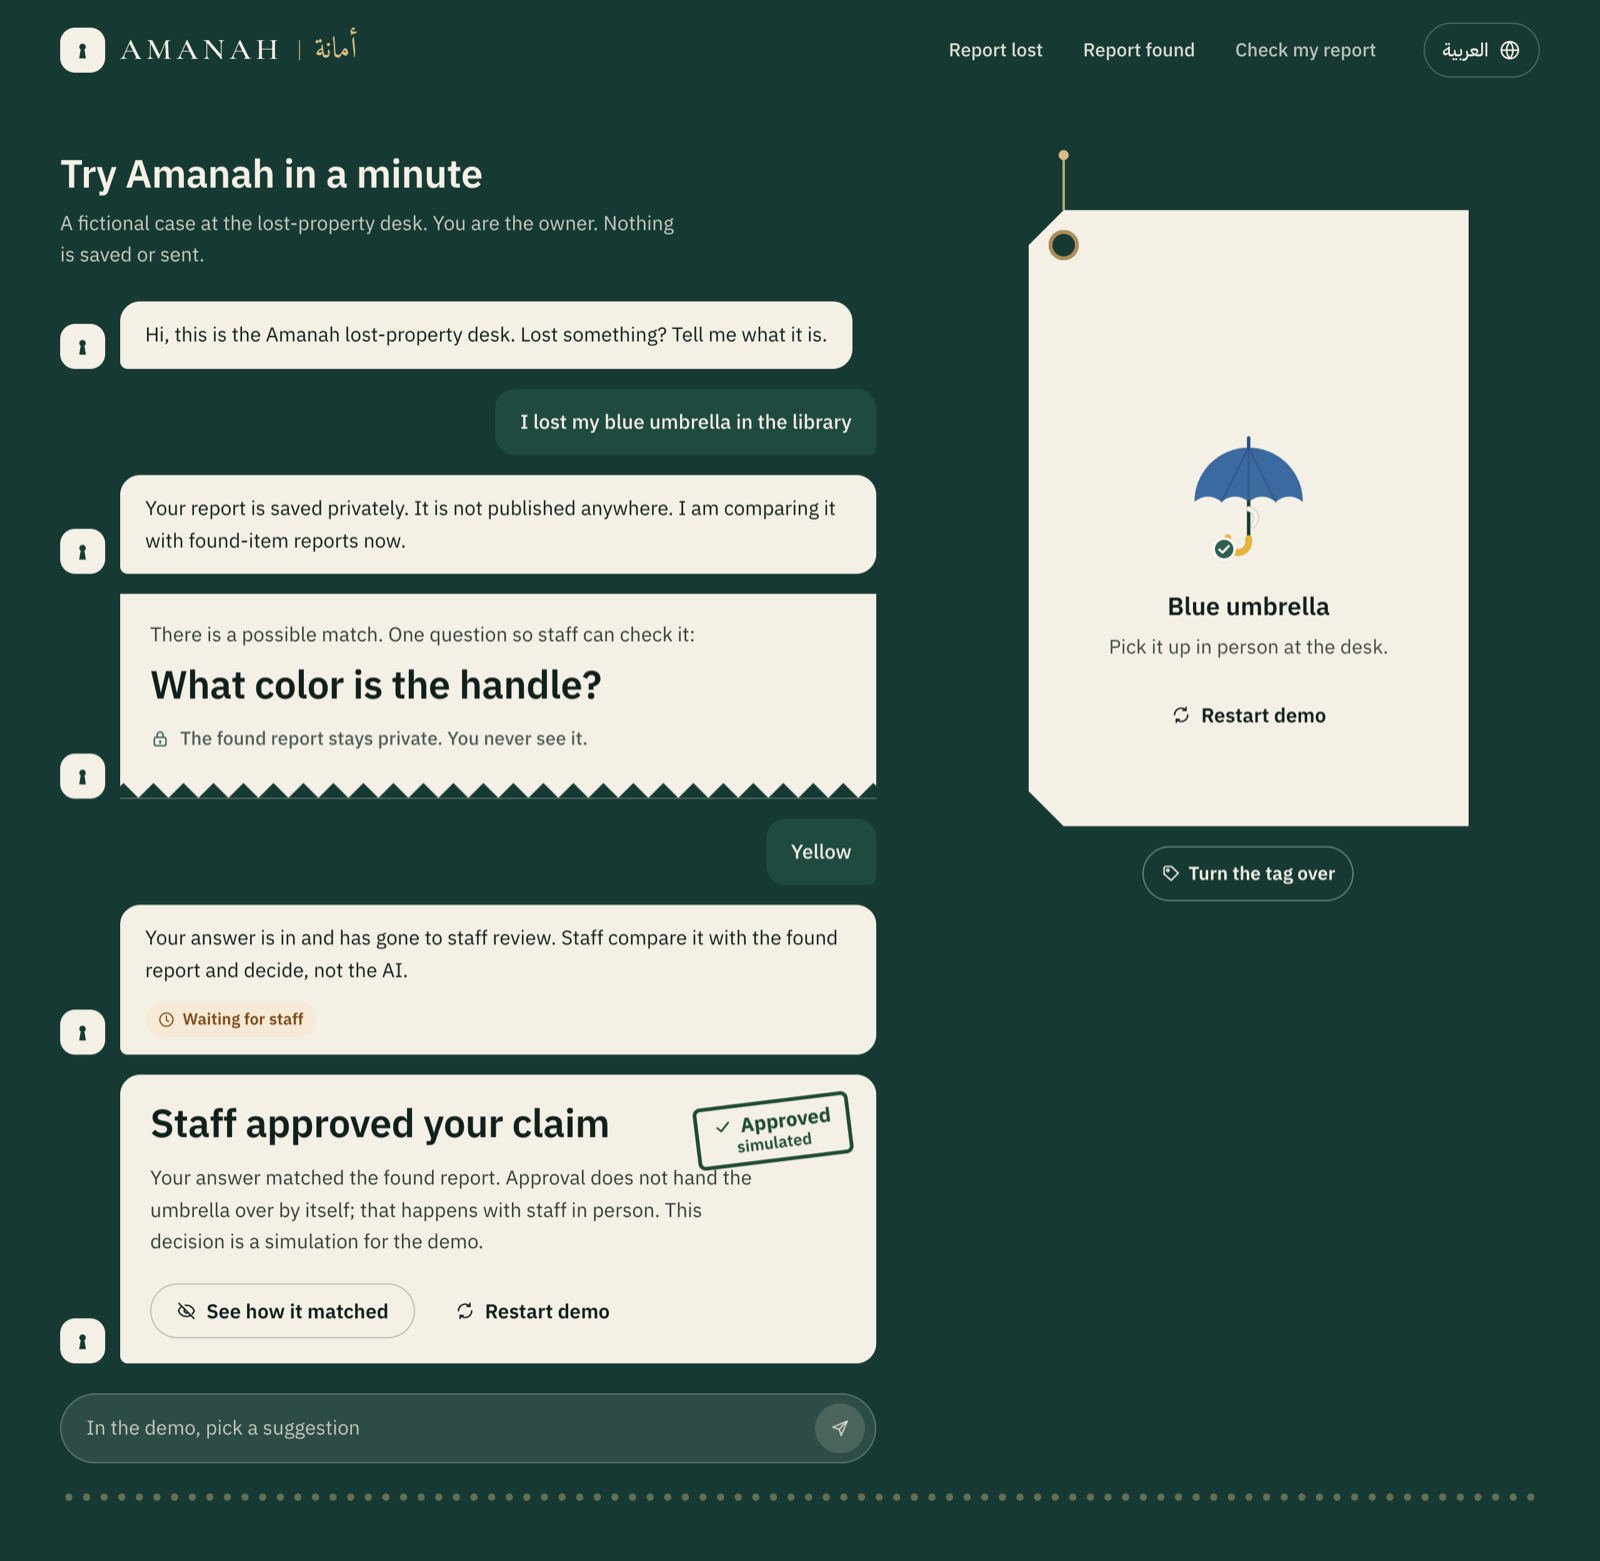 AMANAH | أمانة
Report lost
Report found
Check my report
العربية
Try Amanah in a minute
A fictional case at the lost-property desk. You are the owner. Nothing
is saved or sent.
Hi, this is the Amanah lost-property desk. Lost something? Tell me what it is.
I lost my blue umbrella in the library
Your report is saved privately. It is not published anywhere. I am comparing it
with found-item reports now.
There is a possible match. One question so staff can check it:
What color is the handle?
The found report stays private. You never see it.
Yellow
Your answer is in and has gone to staff review. Staff compare it with the found
report and decide, not the AI.
Waiting for staff
Staff approved your claim
Approved
simulated
Your answer matched the found report. Approval does not hand the
umbrella over by itself; that happens with staff in person. This
decision is a simulation for the demo.
See how it matched
Restart demo
In the demo, pick a suggestion
Blue umbrella
Pick it up in person at the desk.
Restart demo
Turn the tag over